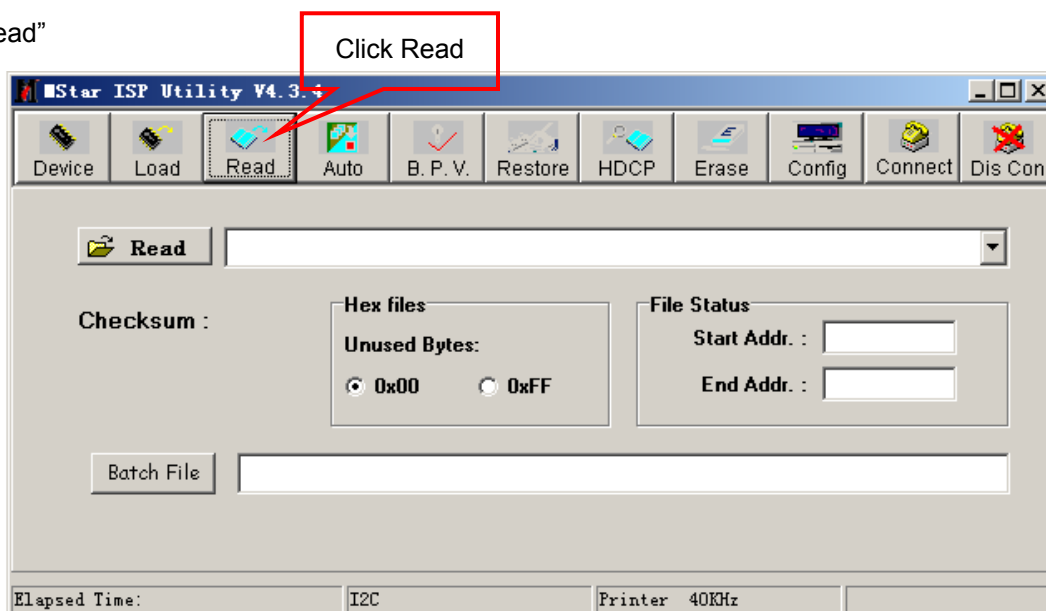 ead”
Click Read
■Star ISP Utility V4.3.4
Device Load Read Auto B.P.V. Restore HDCP Erase Config Connect Dis Con
Read
Checksum :
Hex files
Unused Bytes:
0x00 0xFF
File Status
Start Addr. :
End Addr. :
Batch File
Elapsed Time: I2C Printer 40KHz